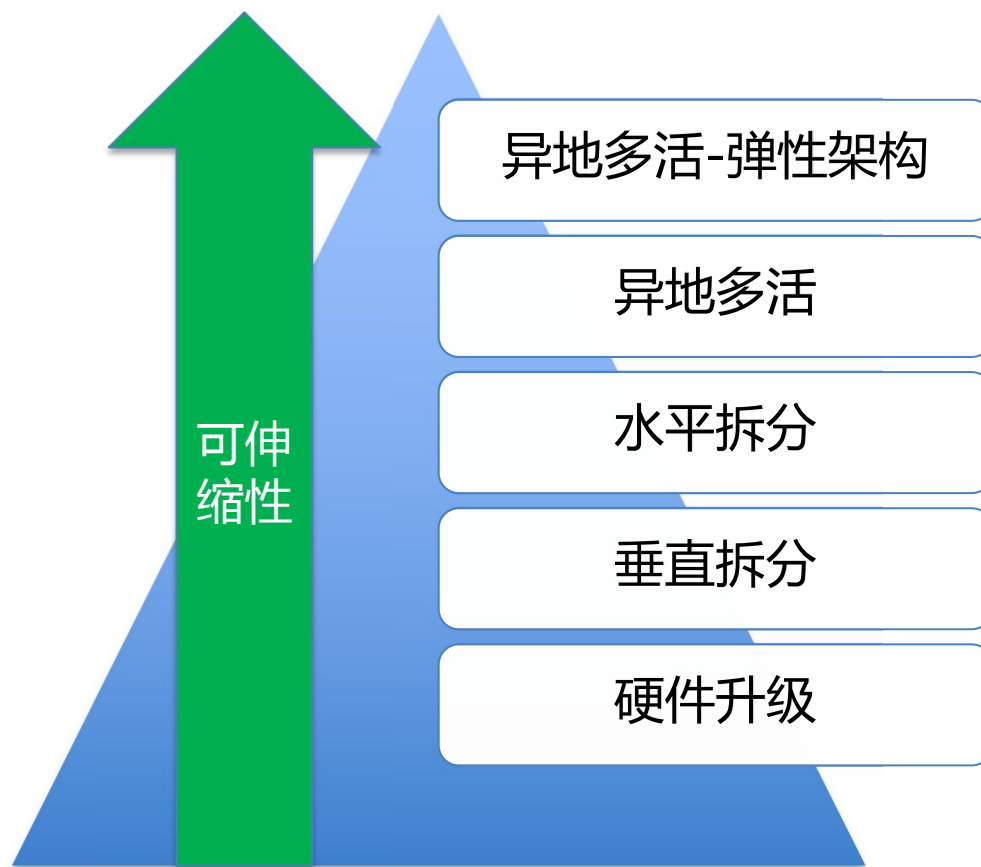 异地多活-弹性架构
异地多活
水平拆分
可伸
缩性
垂直拆分
硬件升级